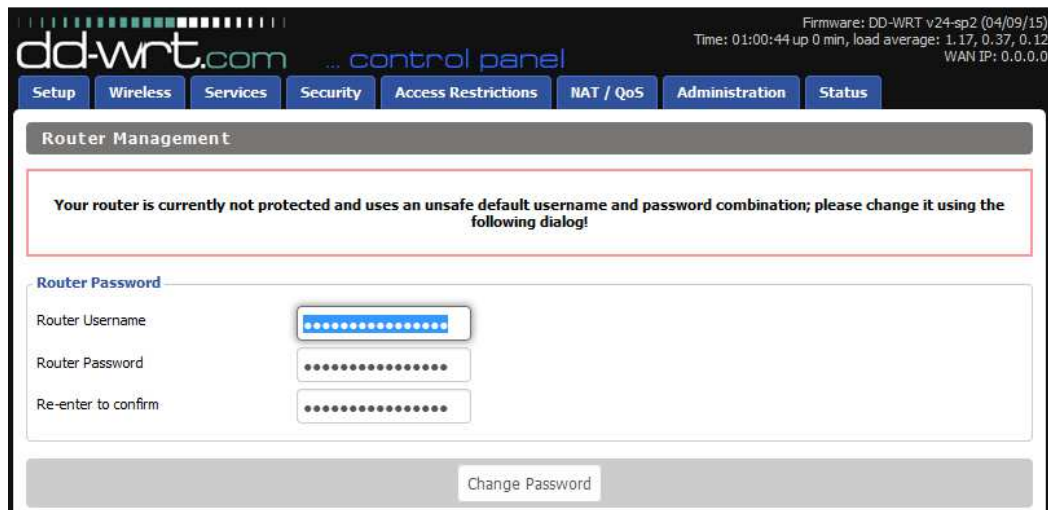 Firmware: DD-WRT v24-sp2 (04/09/15)
Time: 01:00:44 up 0 min, load average: 1.17, 0.37, 0.12
WAN IP: 0.0.0.0
dd-wrt.com ... control panel
Setup Wireless Services Security Access Restrictions NAT / QoS Administration Status
Router Management
Your router is currently not protected and uses an unsafe default username and password combination; please change it using the
following dialog!
Router Password
Router Username
Router Password
Re-enter to confirm
Change Password